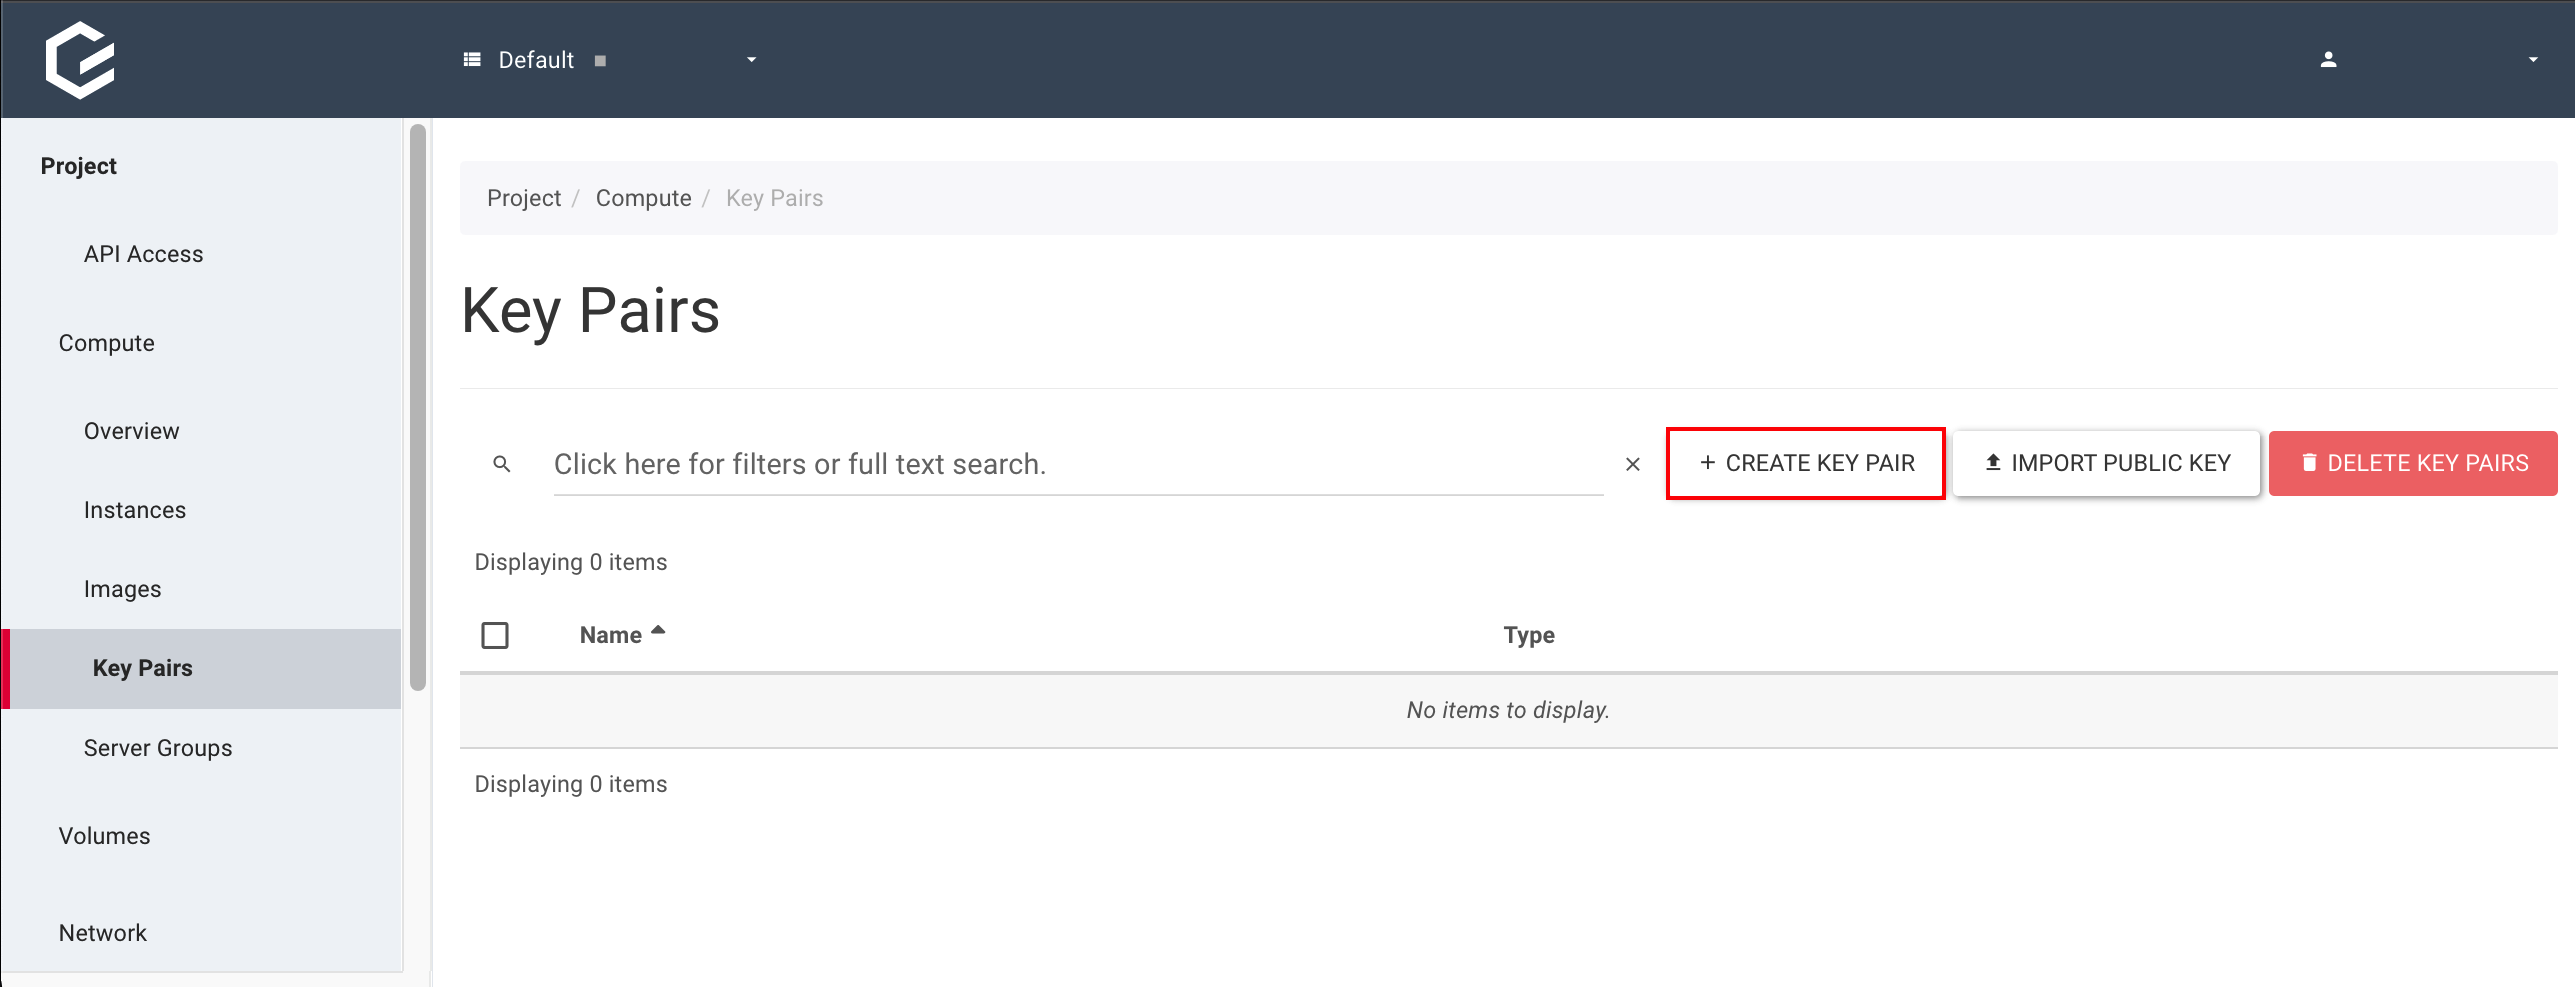 Default
Project
API Access
Compute
Overview
Instances
Images
Key Pairs
Server Groups
Volumes
Network
Project / Compute / Key Pairs
Key Pairs
Click here for filters or full text search.
+ CREATE KEY PAIR
IMPORT PUBLIC KEY
DELETE KEY PAIRS
Displaying 0 items
Name Type
No items to display.
Displaying 0 items